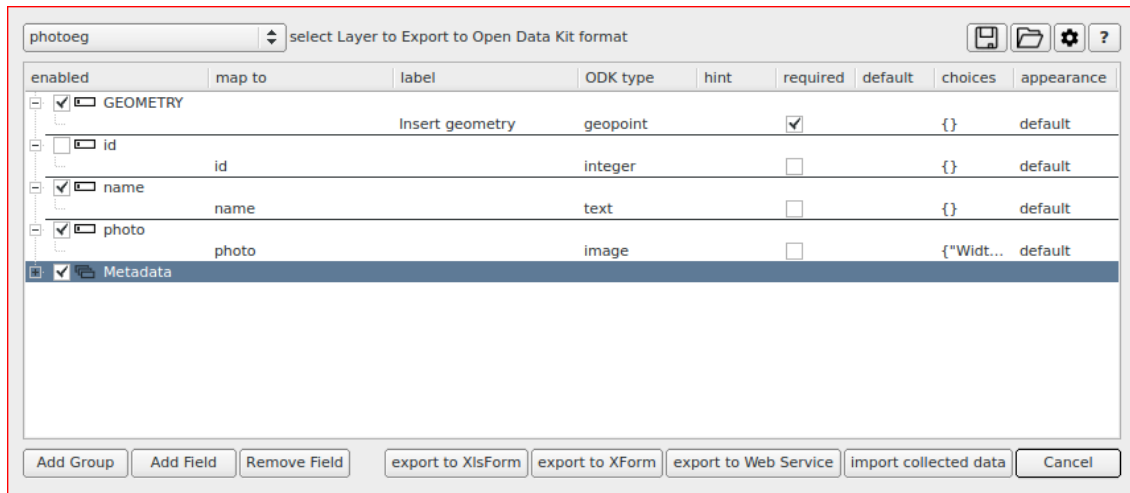 photoeg select Layer to Export to Open Data Kit format ?
enabled map to label ODK type hint required default choices appearance
GEOMETRY
Insert geometry geopoint {} default
id
id integer {} default
name
name text {} default
photo
photo image {"Widt... default
Metadata
Add Group Add Field Remove Field export to XlsForm export to XForm export to Web Service import collected data Cancel